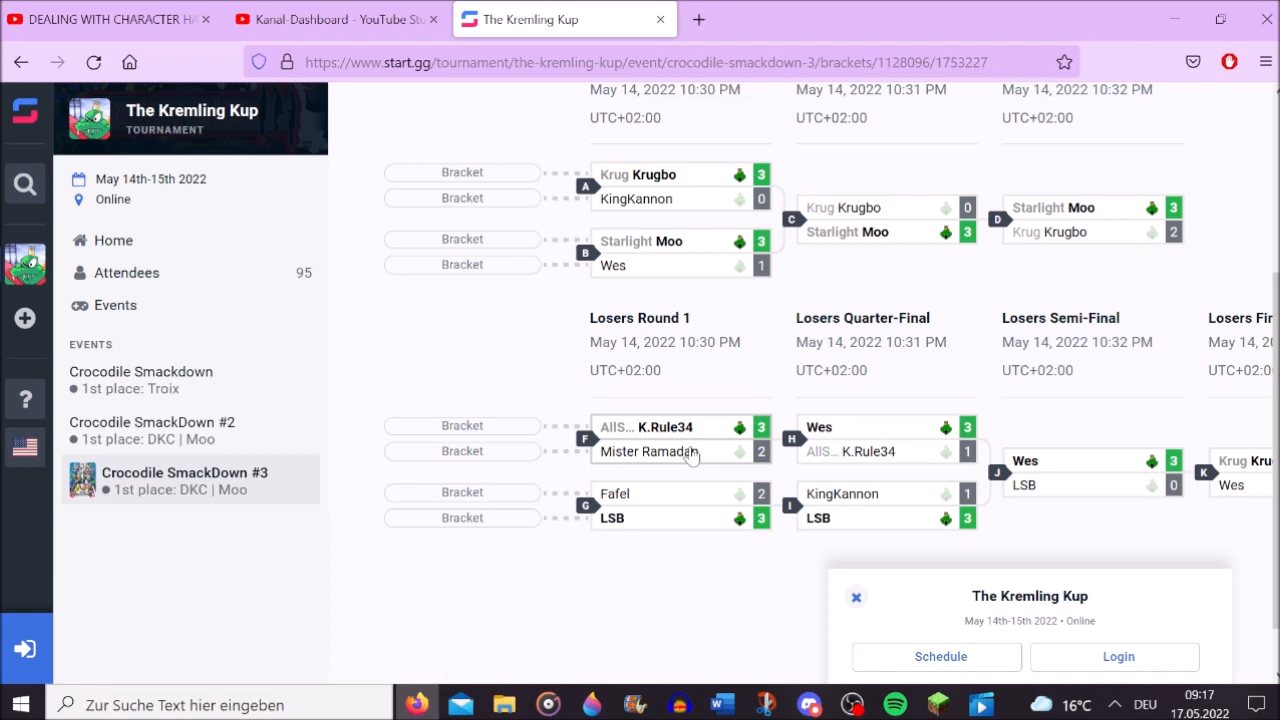 DEALING WITH CHARACTER HA
Kanal-Dashboard - YouTube Stu
The Kremling Kup
https://www.start.gg/tournament/the-kremling-kup/event/crocodile-smackdown-3/brackets/1128096/1753227
The Kremling Kup
TOURNAMENT
May 14th-15th 2022
Online
Home
Attendees 95
Events
EVENTS
Crocodile Smackdown
1st place: Troix
Crocodile SmackDown #2
1st place: DKC | Moo
Crocodile SmackDown #3
1st place: DKC | Moo
May 14, 2022 10:30 PM May 14, 2022 10:31 PM May 14, 2022 10:32 PM
UTC+02:00 UTC+02:00 UTC+02:00
Bracket A Krug Krugbo 3
Bracket KingKannon 0
C Krug Krugbo 0
Starlight Moo 3
D Starlight Moo 3
Krug Krugbo 2
Bracket B Starlight Moo 3
Bracket Wes 1
Losers Round 1 Losers Quarter-Final Losers Semi-Final Losers Fin
May 14, 2022 10:30 PM May 14, 2022 10:31 PM May 14, 2022 10:32 PM May 14, 20
UTC+02:00 UTC+02:00 UTC+02:00 UTC+02:00
Bracket F AllS... K.Rule34 3 H Wes 3
Bracket Mister Ramadan 2 AllS... K.Rule34 1
J Wes 3 K Krug Kru
LSB 0 Wes
Bracket G Fafel 2 I KingKannon 1
Bracket LSB 3 LSB 3
The Kremling Kup
May 14th-15th 2022 • Online
Schedule Login
Zur Suche Text hier eingeben
16°C DEU 09:17
17.05.2022